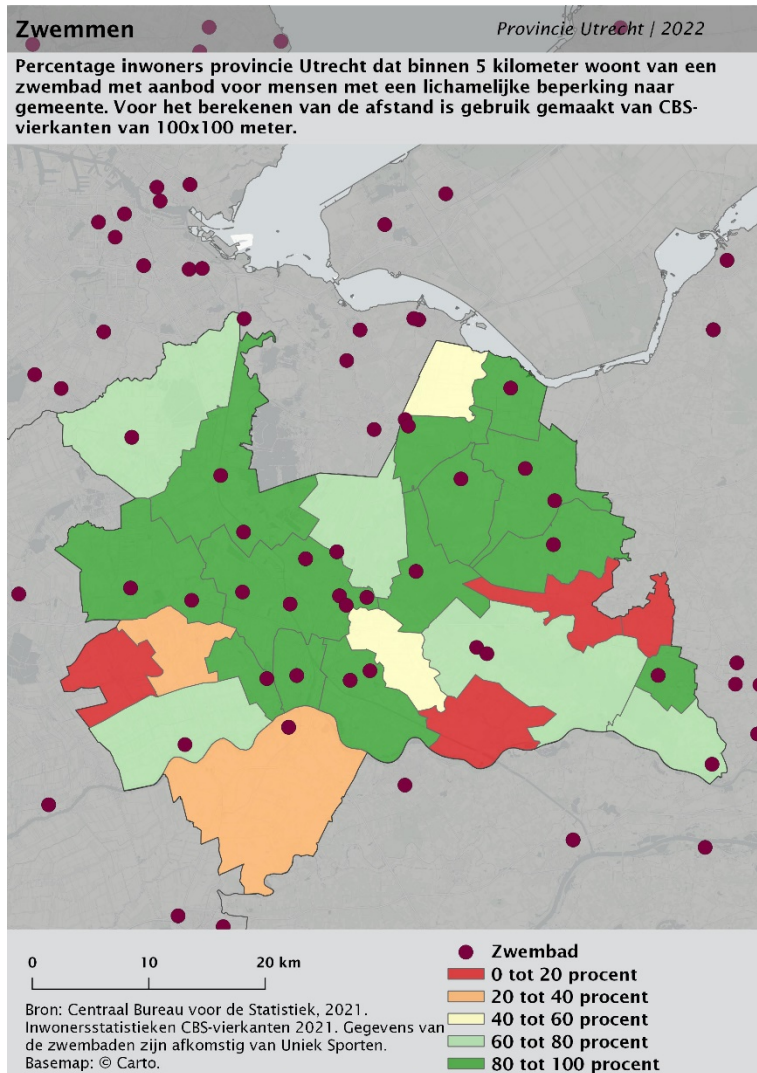 Zwemmen
Provincie Utrecht | 2022
Percentage inwoners provincie Utrecht dat binnen 5 kilometer woont van een
zwembad met aanbod voor mensen met een lichamelijke beperking naar
gemeente. Voor het berekenen van de afstand is gebruik gemaakt van CBS-
vierkanten van 100x100 meter.
0 10 20 km
Bron: Centraal Bureau voor de Statistiek, 2021.
Inwonersstatistieken CBS-vierkanten 2021. Gegevens van
de zwembaden zijn afkomstig van Uniek Sporten.
Basemap: © Carto.
Zwembad
0 tot 20 procent
20 tot 40 procent
40 tot 60 procent
60 tot 80 procent
80 tot 100 procent